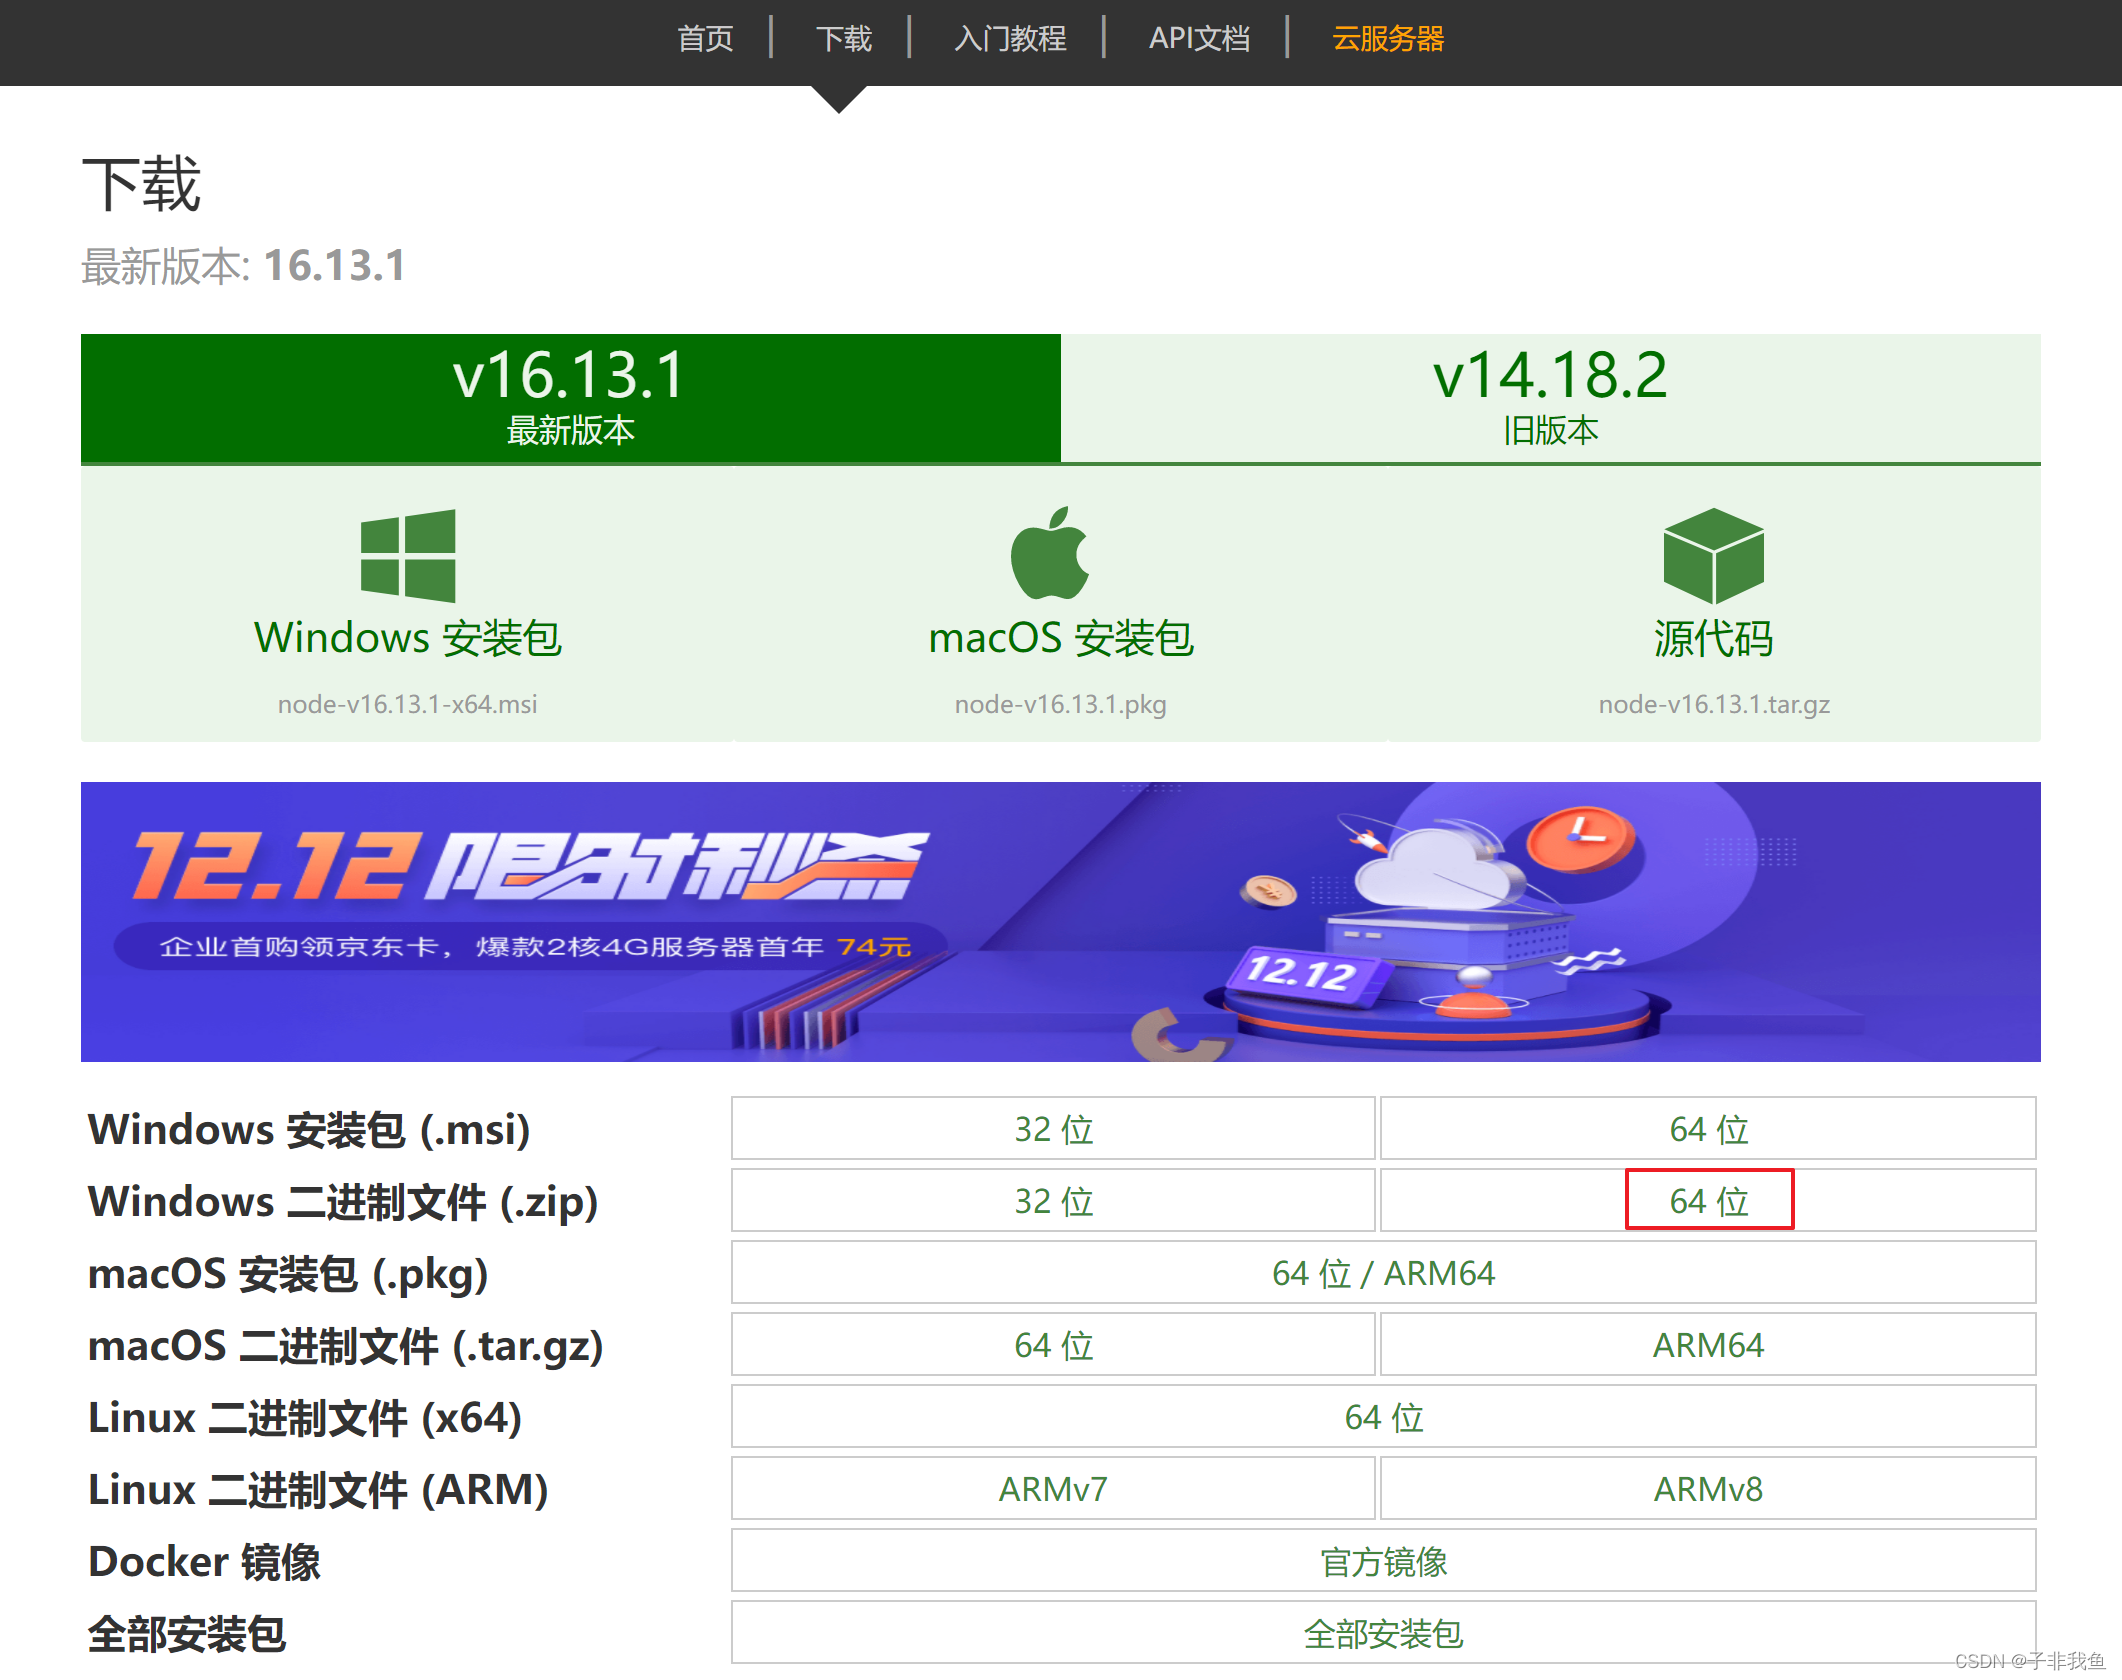 首页 | 下载 | 入门教程 | API文档 | 云服务器
下载
最新版本: 16.13.1
v16.13.1
最新版本
v14.18.2
旧版本
Windows 安装包
node-v16.13.1-x64.msi
macOS 安装包
node-v16.13.1.pkg
源代码
node-v16.13.1.tar.gz
12.12 限时秒杀
企业首购领京东卡，爆款2核4G服务器首年 74元
12.12
Windows 安装包 (.msi) 32 位 64 位
Windows 二进制文件 (.zip) 32 位 64 位
macOS 安装包 (.pkg) 64 位 / ARM64
macOS 二进制文件 (.tar.gz) 64 位 ARM64
Linux 二进制文件 (x64) 64 位
Linux 二进制文件 (ARM) ARMv7 ARMv8
Docker 镜像 官方镜像
全部安装包 全部安装包
CSDN @子非我鱼